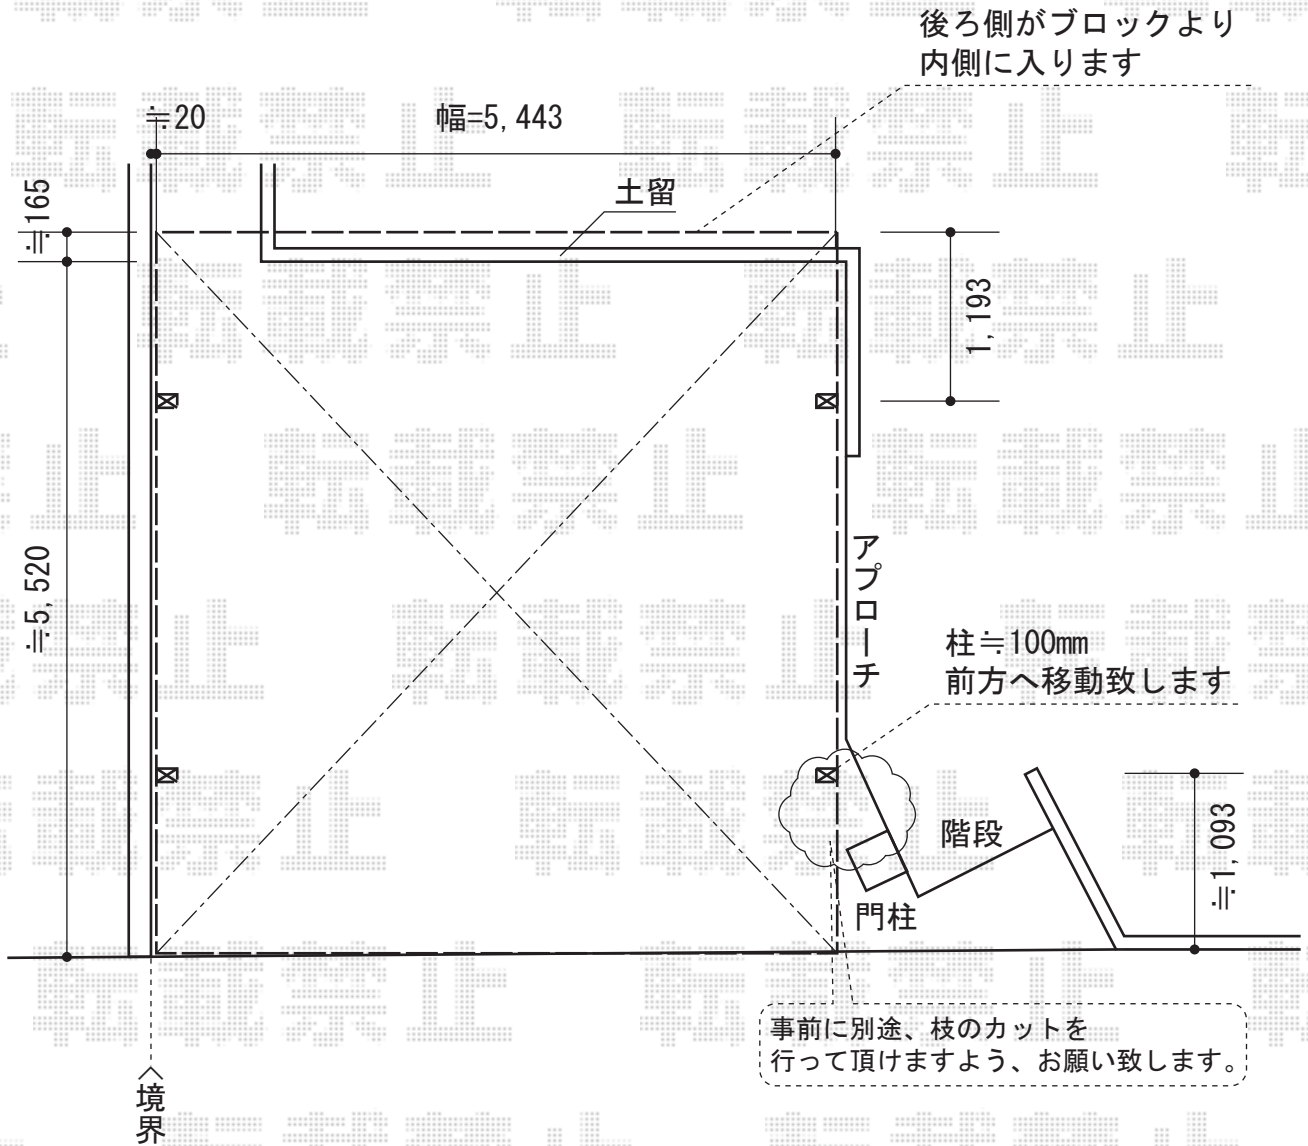 後ろ側がブロックより
内側に入ります
≒20
幅=5,443
土留
≒165
1,193
≒5,520
アプローチ
柱≒100mm
前方へ移動致します
階段
≒1,093
門柱
事前に別途、枝のカットを
行って頂けますよう、お願い致します。
境界
転載禁止